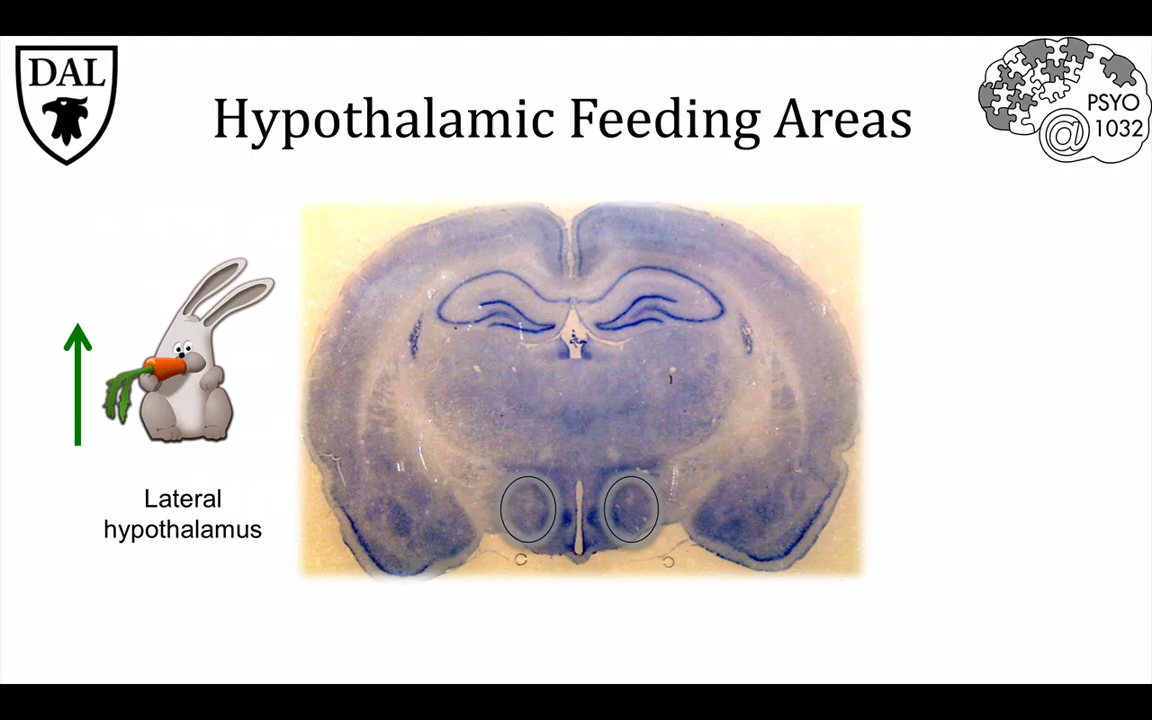 DAL
Hypothalamic Feeding Areas
PSYO
@ 1032
Lateral
hypothalamus